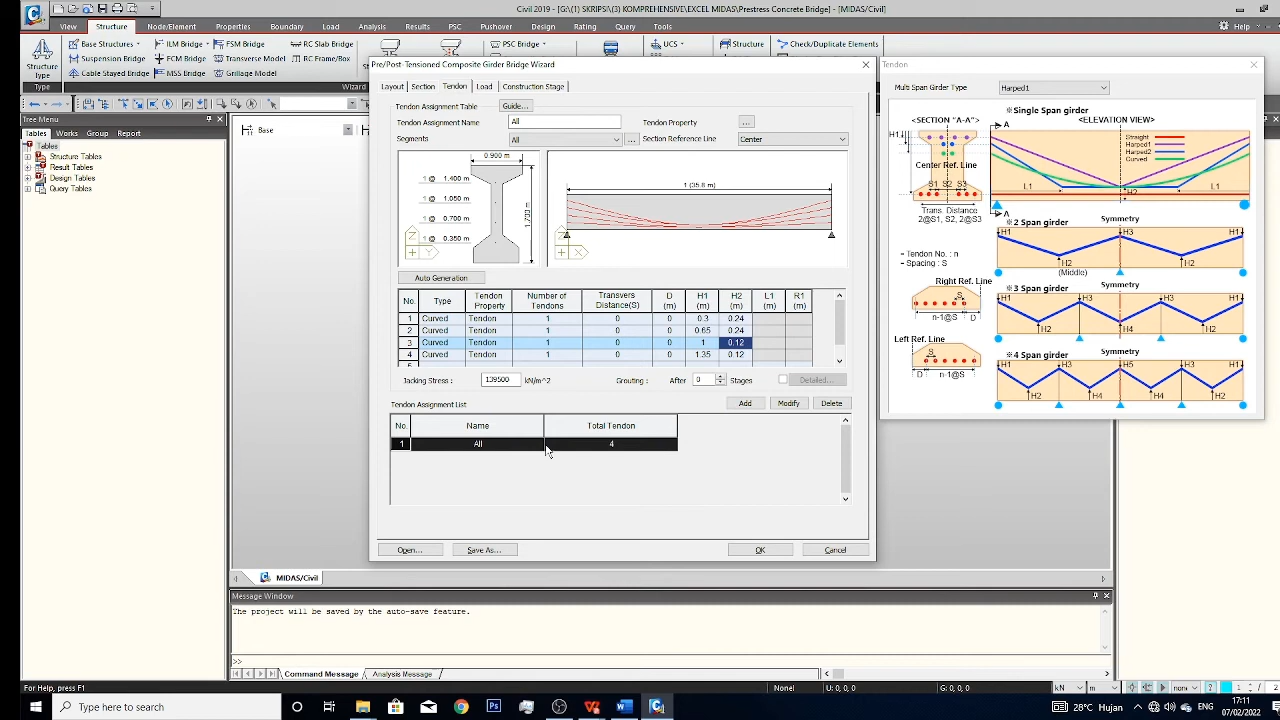 Civil 2019 - [G:\(1) SKRIPS\(3) KOMPREHENSIVE\EXCEL MIDAS\Prestress Concrete Bridge] - [MIDAS/Civil]
View Structure Node/Element Properties Boundary Load Analysis Results PSC Pushover Design Rating Query Tools Help
Base Structures ILM Bridge FSM Bridge RC Slab Bridge PSC Bridge UCS Structure Check/Duplicate Elements
Structure Type
Suspension Bridge FCM Bridge Transverse Model RC Frame/Box
Cable Stayed Bridge MSS Bridge Grillage Model
Type Wizard
Tree Menu
Tables Works Group Report
Tables
Structure Tables
Result Tables
Design Tables
Query Tables
Base
Pre/Post-Tensioned Composite Girder Bridge Wizard
Layout Section Tendon Load Construction Stage
Tendon Assignment Table Guide...
Tendon Assignment Name All Tendon Property ...
Segments All ... Section Reference Line Center
0.900 m
1 @ 1.400 m
1 @ 1.050 m
1 @ 0.700 m
1 @ 0.350 m
1.700 m
Z
Y
1 (35.8 m)
Z
X
Auto Generation
No. Type Tendon Property Number of Tendons Transvers Distance(S) D (m) H1 (m) H2 (m) L1 (m) R1 (m)
1 Curved Tendon 1 0 0 0.3 0.24
2 Curved Tendon 1 0 0 0.65 0.24
3 Curved Tendon 1 0 0 1 0.12
4 Curved Tendon 1 0 0 1.35 0.12
Jacking Stress : 139500 kN/m^2 Grouting : After 0 Stages Detailed...
Tendon Assignment List Add Modify Delete
No. Name Total Tendon
1 All 4
Open... Save As... OK Cancel
Tendon
Multi Span Girder Type Harped1
※Single Span girder
<SECTION "A-A"> A <ELEVATION VIEW>
H1
Straight
Harped1
Harped2
Curved
Center Ref. Line
S1 S2 S3
L1 H2 L1
Trans Distance
2@S1, S2, 2@S3
A
※2 Span girder Symmetry
H1 H3 H1
H2 H2
(Middle)
- Tendon No. : n
- Spacing : S
Right Ref. Line
S
n-1@S D
※3 Span girder Symmetry
H1 H3 H3 H1
H2 H4 H2
Left Ref. Line
S
D n-1@S
※4 Span girder Symmetry
H1 H3 H5 H3 H1
H2 H4 H4 H2
MIDAS/Civil
Message Window
The project will be saved by the auto-save feature.
>>
Command Message Analysis Message
For Help, press F1 None! U: 0, 0, 0 G: 0, 0, 0 kN m none ? 1 / 2
Type here to search
28°C Hujan ENG 17:11
07/02/2022